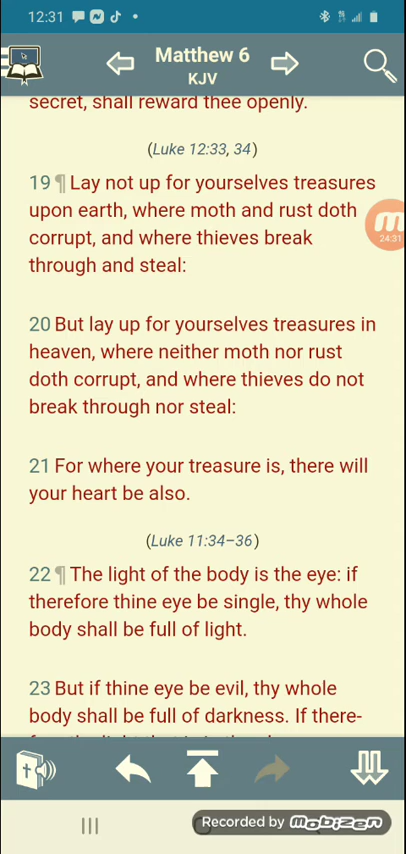 12:31
Matthew 6
KJV
secret, shall reward thee openly.
(Luke 12:33, 34)
19 ¶ Lay not up for yourselves treasures
upon earth, where moth and rust doth
corrupt, and where thieves break
through and steal:
24:31
20 But lay up for yourselves treasures in
heaven, where neither moth nor rust
doth corrupt, and where thieves do not
break through nor steal:
21 For where your treasure is, there will
your heart be also.
(Luke 11:34–36)
22 ¶ The light of the body is the eye: if
therefore thine eye be single, thy whole
body shall be full of light.
23 But if thine eye be evil, thy whole
body shall be full of darkness. If there-
Recorded by Mobizen